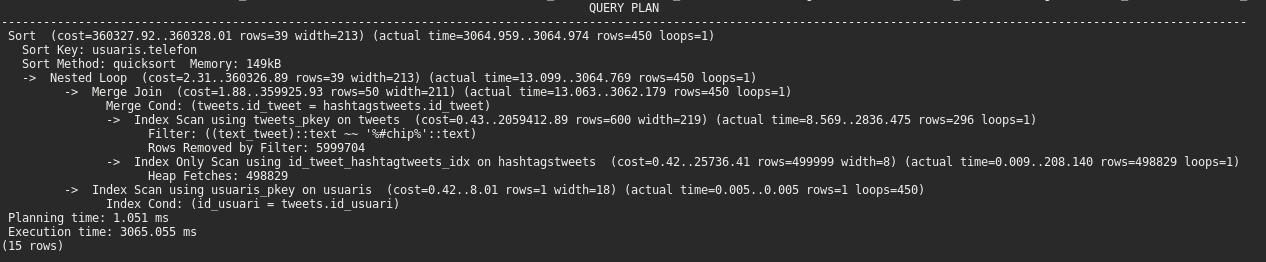 QUERY PLAN
-----------------------------------------------------------------------------------------------------------------------------------------------------------------------------------
Sort  (cost=360327.92..360328.01 rows=39 width=213) (actual time=3064.959..3064.974 rows=450 loops=1)
Sort Key: usuaris.telefon
Sort Method: quicksort  Memory: 149kB
->  Nested Loop  (cost=2.31..360326.89 rows=39 width=213) (actual time=13.099..3064.769 rows=450 loops=1)
->  Merge Join  (cost=1.88..359925.93 rows=50 width=211) (actual time=13.063..3062.179 rows=450 loops=1)
Merge Cond: (tweets.id_tweet = hashtagstweets.id_tweet)
->  Index Scan using tweets_pkey on tweets  (cost=0.43..2059412.89 rows=600 width=219) (actual time=8.569..2836.475 rows=296 loops=1)
Filter: ((text_tweet)::text ~~ '%#chip%'::text)
Rows Removed by Filter: 5999704
->  Index Only Scan using id_tweet_hashtagtweets_idx on hashtagstweets  (cost=0.42..25736.41 rows=499999 width=8) (actual time=0.009..208.140 rows=498829 loops=1)
Heap Fetches: 498829
->  Index Scan using usuaris_pkey on usuaris  (cost=0.42..8.01 rows=1 width=18) (actual time=0.005..0.005 rows=1 loops=450)
Index Cond: (id_usuari = tweets.id_usuari)
Planning time: 1.051 ms
Execution time: 3065.055 ms
(15 rows)